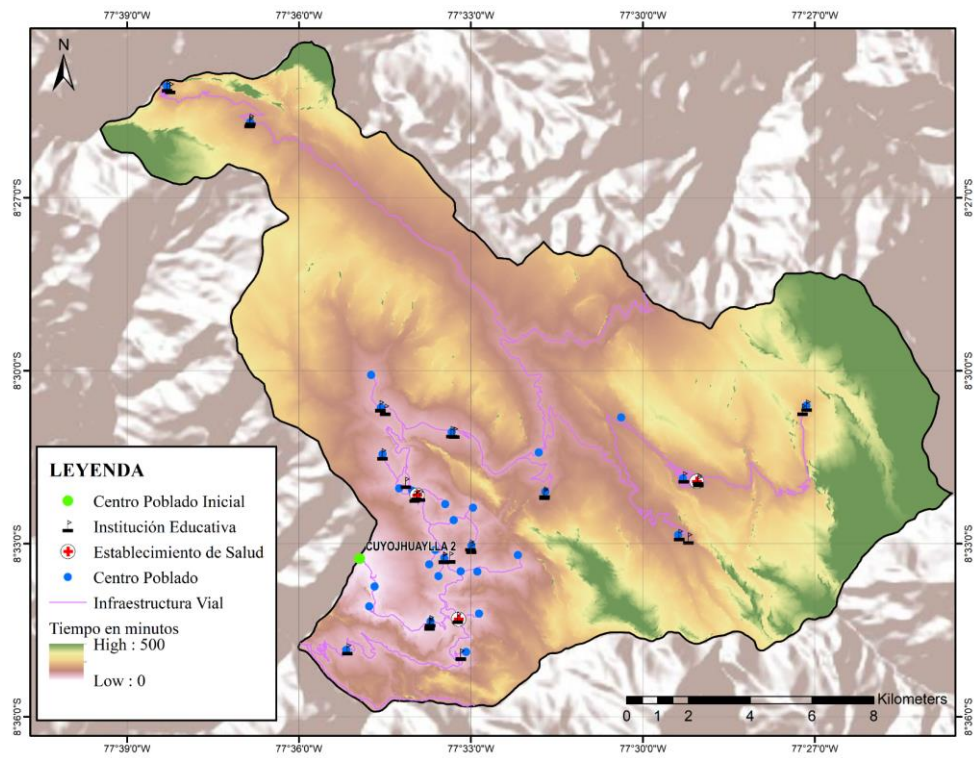 77°39'0"W 77°36'0"W 77°33'0"W 77°30'0"W 77°27'0"W
N
8°27'0"S 8°27'0"S
8°30'0"S 8°30'0"S
CUYOJHUAYLLA 2
8°33'0"S 8°33'0"S
LEYENDA
Centro Poblado Inicial
Institución Educativa
Establecimiento de Salud
Centro Poblado
Infraestructura Vial
Tiempo en minutos
High : 500
Low : 0
Kilometers
0 1 2 4 6 8
8°36'0"S 8°36'0"S
77°39'0"W 77°36'0"W 77°33'0"W 77°30'0"W 77°27'0"W